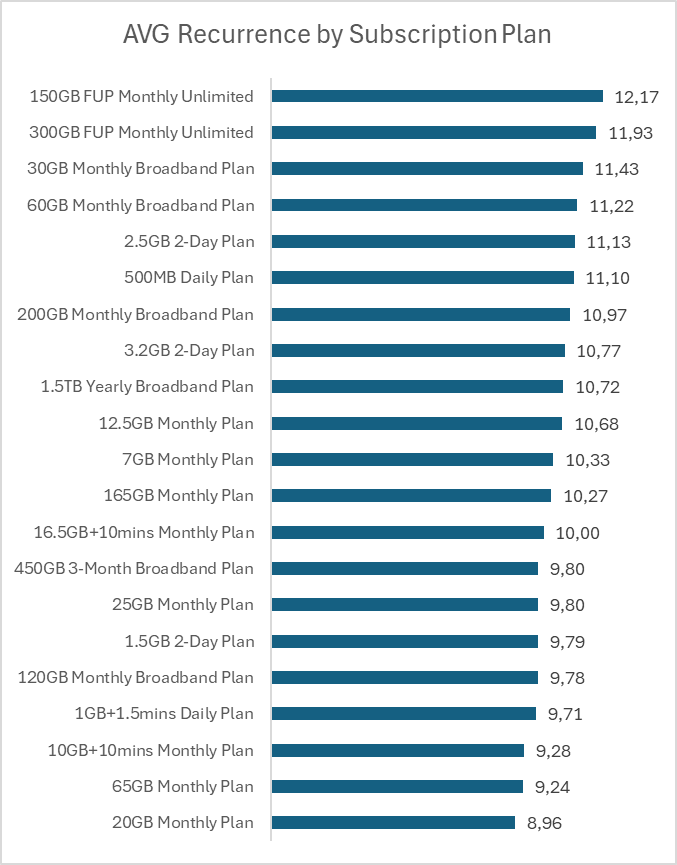 AVG Recurrence by Subscription Plan
150GB FUP Monthly Unlimited 12,17
300GB FUP Monthly Unlimited 11,93
30GB Monthly Broadband Plan 11,43
60GB Monthly Broadband Plan 11,22
2.5GB 2-Day Plan 11,13
500MB Daily Plan 11,10
200GB Monthly Broadband Plan 10,97
3.2GB 2-Day Plan 10,77
1.5TB Yearly Broadband Plan 10,72
12.5GB Monthly Plan 10,68
7GB Monthly Plan 10,33
165GB Monthly Plan 10,27
16.5GB+10mins Monthly Plan 10,00
450GB 3-Month Broadband Plan 9,80
25GB Monthly Plan 9,80
1.5GB 2-Day Plan 9,79
120GB Monthly Broadband Plan 9,78
1GB+1.5mins Daily Plan 9,71
10GB+10mins Monthly Plan 9,28
65GB Monthly Plan 9,24
20GB Monthly Plan 8,96